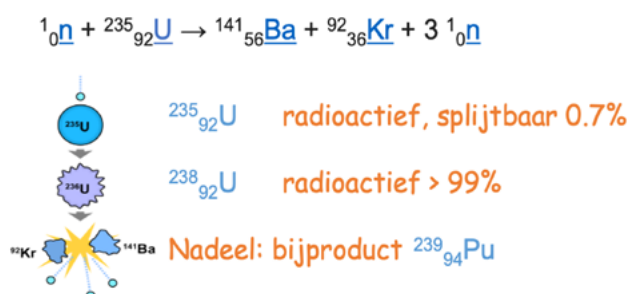 ¹₀n + ²³⁵₉₂U → ¹⁴¹₅₆Ba + ⁹²₃₆Kr + 3 ¹₀n
²³⁵U
²³⁵₉₂U radioactief, splijtbaar 0.7%
²³⁶U
²³⁸₉₂U radioactief > 99%
⁹²Kr
¹⁴¹Ba
Nadeel: bijproduct ²³⁹₉₄Pu